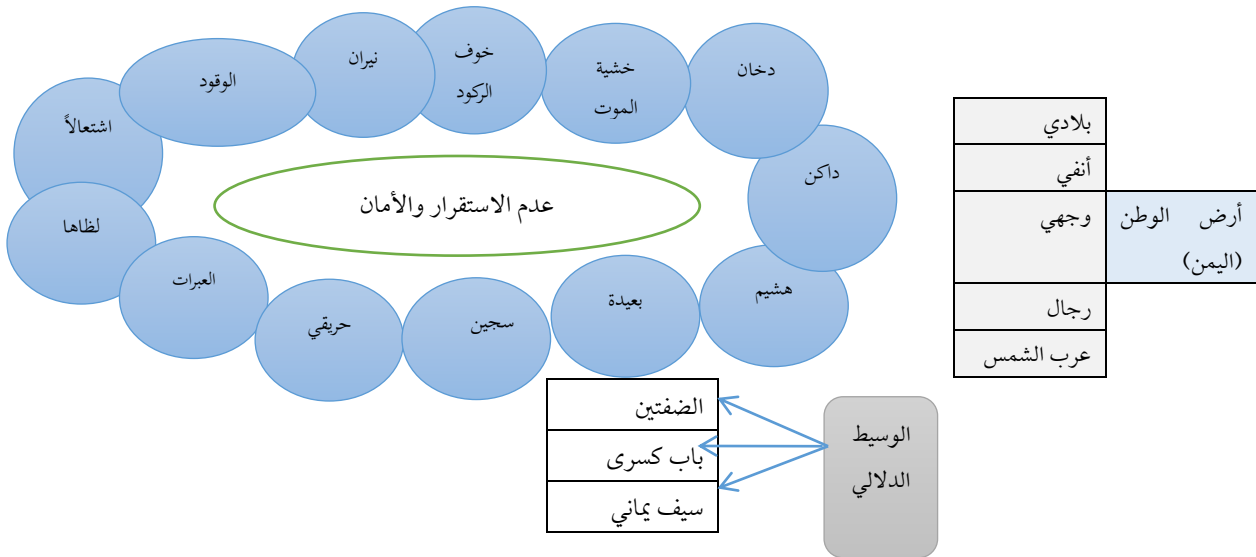 دخان
خشية
الموت
خوف
الركود
نيران
الوقود
اشتعالاً
لظاها
العبرات
حريقي
سجين
بعيدة
هشيم
داكن
عدم الاستقرار والأمان
بلادي
أنفي
وجهي
أرض الوطن
(اليمن)
رجال
عرب الشمس
الضفتين
باب كسرى
سيف يماني
الوسيط
الدلالي